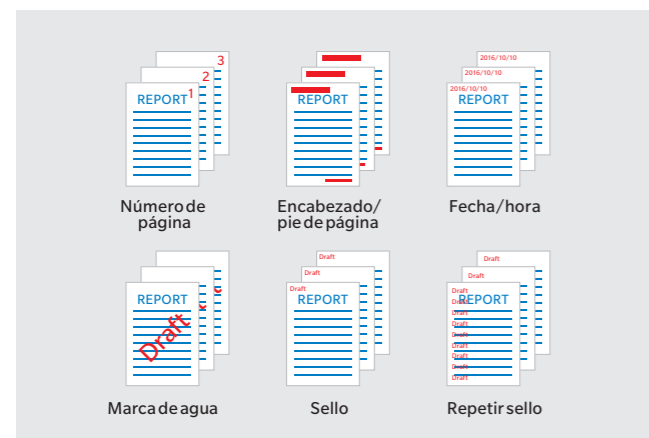 3
2
1
REPORT
Número de
página
REPORT
Encabezado/
pie de página
2016/10/10
2016/10/10
2016/10/10
REPORT
Fecha/hora
REPORT
Draft
Marca de agua
Draft
Draft
Draft
REPORT
Sello
Draft
Draft
Draft
REPORT
Draft
Draft
Draft
Draft
Draft
Draft
Draft
Draft
Repetir sello